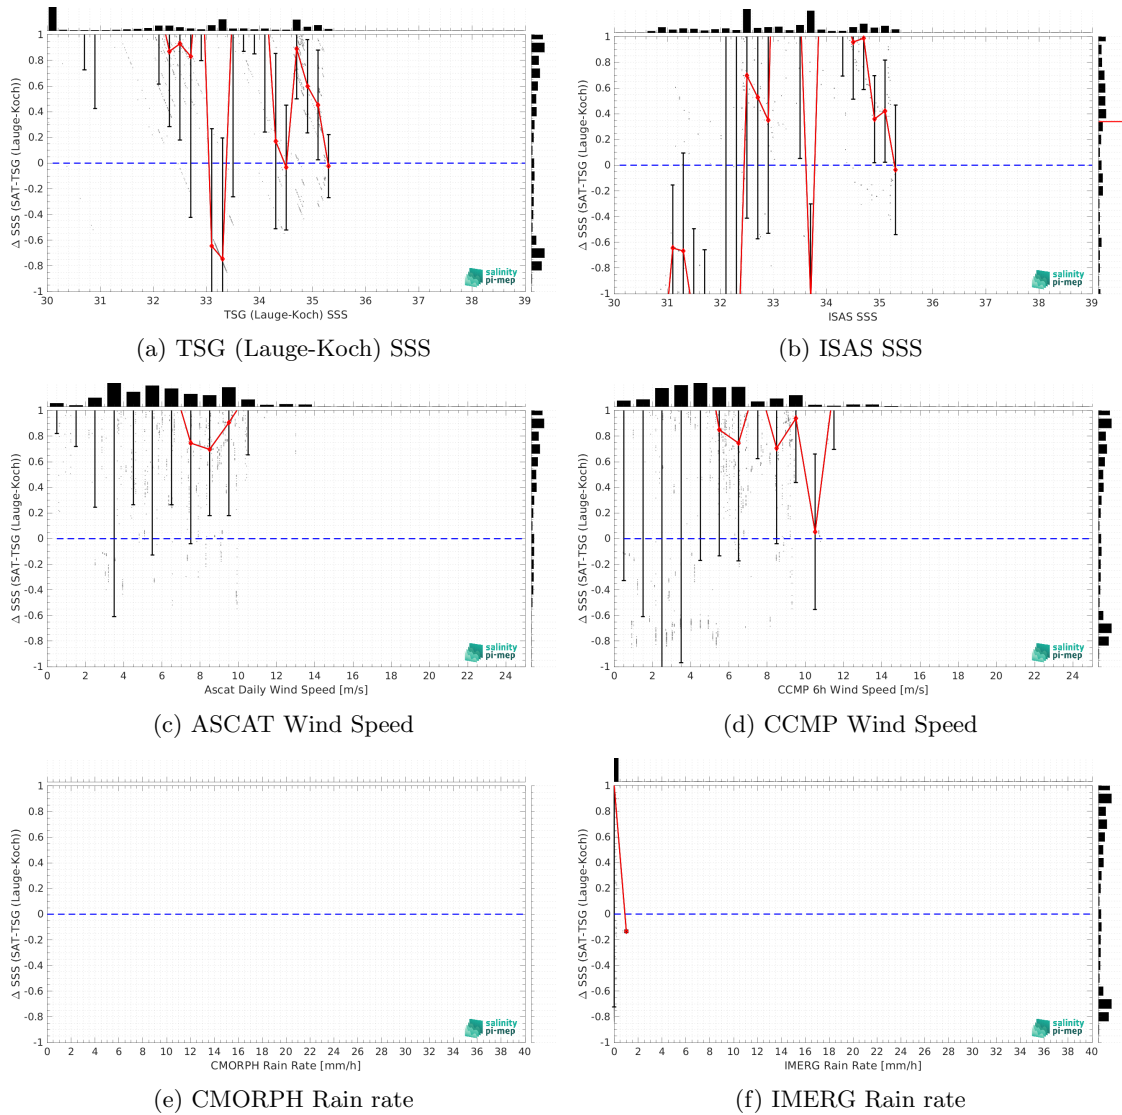 1
0.8
0.6
0.4
0.2
0
-0.2
-0.4
-0.6
-0.8
-1
Δ SSS (SAT-TSG (Lauge-Koch))
30 31 32 33 34 35 36 37 38 39
TSG (Lauge-Koch) SSS
salinity
pi-mep
(a) TSG (Lauge-Koch) SSS
1
0.8
0.6
0.4
0.2
0
-0.2
-0.4
-0.6
-0.8
-1
Δ SSS (SAT-TSG (Lauge-Koch))
30 31 32 33 34 35 36 37 38 39
ISAS SSS
salinity
pi-mep
(b) ISAS SSS
1
0.8
0.6
0.4
0.2
0
-0.2
-0.4
-0.6
-0.8
-1
Δ SSS (SAT-TSG (Lauge-Koch))
0 2 4 6 8 10 12 14 16 18 20 22 24
Ascat Daily Wind Speed [m/s]
salinity
pi-mep
(c) ASCAT Wind Speed
1
0.8
0.6
0.4
0.2
0
-0.2
-0.4
-0.6
-0.8
-1
Δ SSS (SAT-TSG (Lauge-Koch))
0 2 4 6 8 10 12 14 16 18 20 22 24
CCMP 6h Wind Speed [m/s]
salinity
pi-mep
(d) CCMP Wind Speed
1
0.8
0.6
0.4
0.2
0
-0.2
-0.4
-0.6
-0.8
-1
Δ SSS (SAT-TSG (Lauge-Koch))
0 2 4 6 8 10 12 14 16 18 20 22 24 26 28 30 32 34 36 38 40
CMORPH Rain Rate [mm/h]
salinity
pi-mep
(e) CMORPH Rain rate
1
0.8
0.6
0.4
0.2
0
-0.2
-0.4
-0.6
-0.8
-1
Δ SSS (SAT-TSG (Lauge-Koch))
0 2 4 6 8 10 12 14 16 18 20 22 24 26 28 30 32 34 36 38 40
IMERG Rain Rate [mm/h]
salinity
pi-mep
(f) IMERG Rain rate